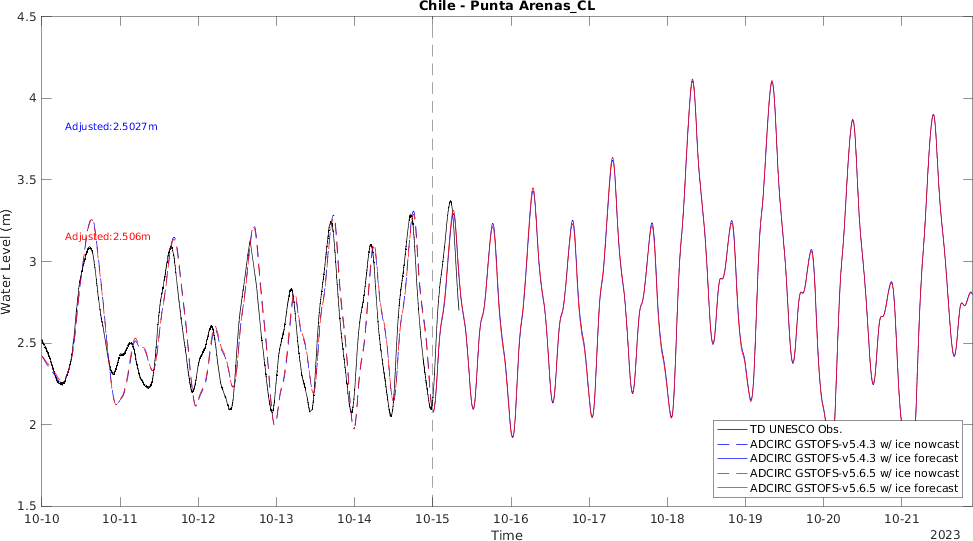 Chile - Punta Arenas_CL
4.5
4
3.5
3
2.5
2
1.5
Water Level (m)
Adjusted:2.5027m
Adjusted:2.506m
TD UNESCO Obs.
ADCIRC GSTOFS-v5.4.3 w/ ice nowcast
ADCIRC GSTOFS-v5.4.3 w/ ice forecast
ADCIRC GSTOFS-v5.6.5 w/ ice nowcast
ADCIRC GSTOFS-v5.6.5 w/ ice forecast
10-10 10-11 10-12 10-13 10-14 10-15 10-16 10-17 10-18 10-19 10-20 10-21
Time
2023